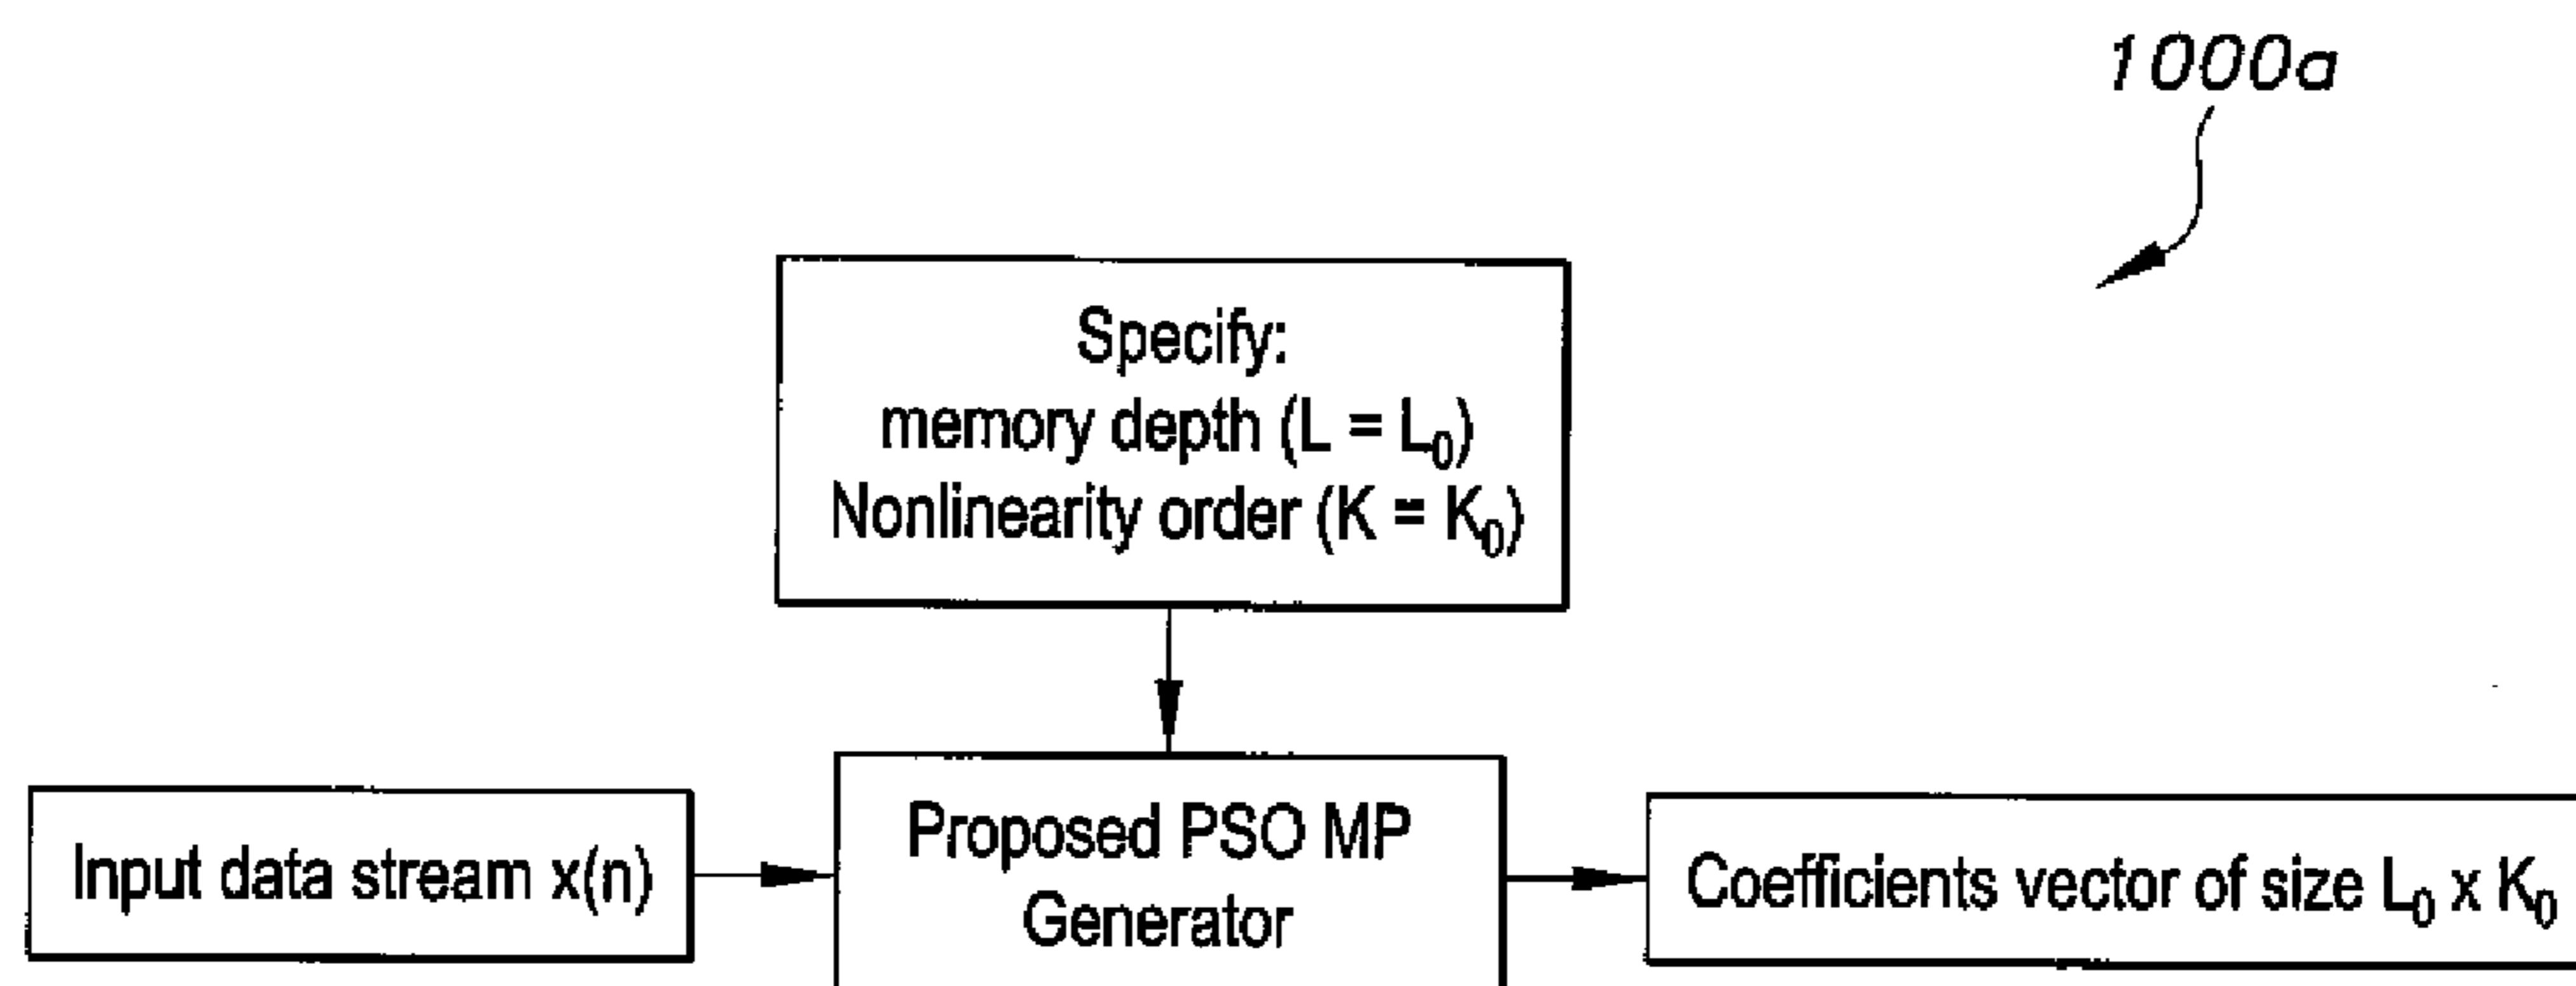 1000a
Specify:
memory depth (L = L₀)
Nonlinearity order (K = K₀)
Input data stream x(n)
Proposed PSO MP
Generator
Coefficients vector of size L₀ x K₀